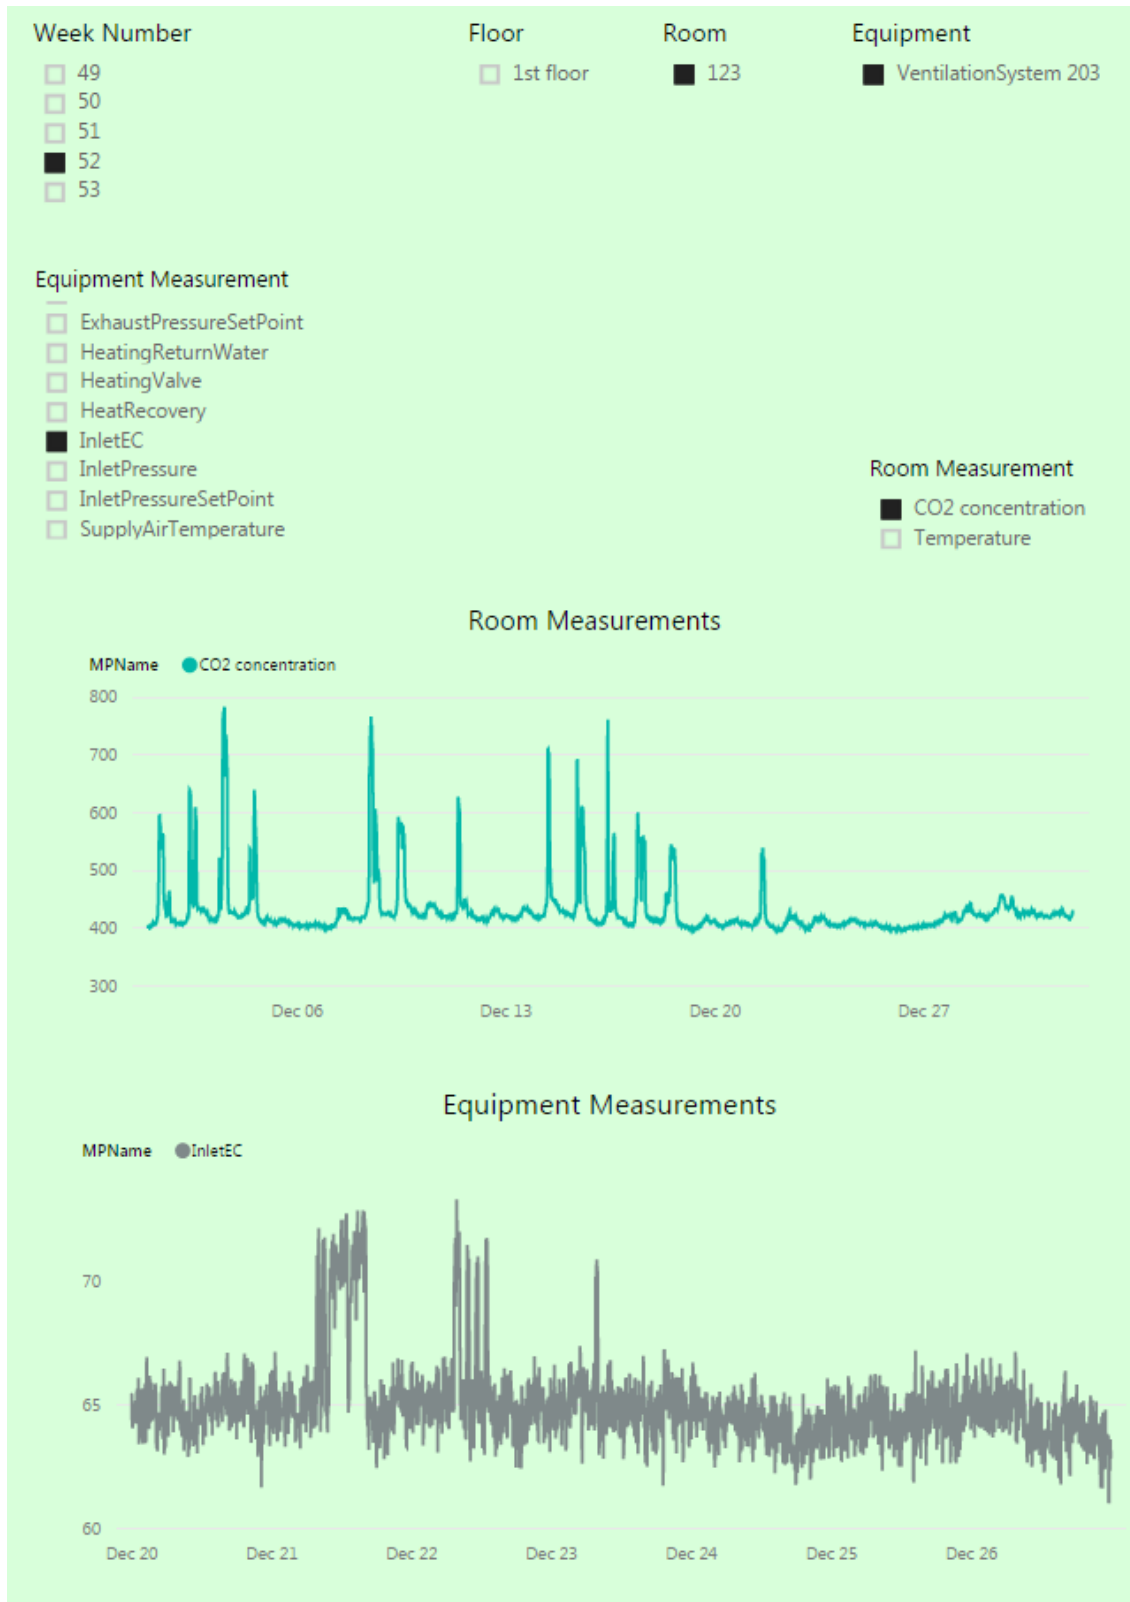 Week Number
Floor
Room
Equipment
49
1st floor
123
VentilationSystem 203
50
51
52
53
Equipment Measurement
ExhaustPressureSetPoint
HeatingReturnWater
HeatingValve
HeatRecovery
InletEC
InletPressure
Room Measurement
InletPressureSetPoint
CO2 concentration
SupplyAirTemperature
Temperature
Room Measurements
MPName CO2 concentration
800
700
600
500
400
300
Dec 06 Dec 13 Dec 20 Dec 27
Equipment Measurements
MPName InletEC
70
65
60
Dec 20 Dec 21 Dec 22 Dec 23 Dec 24 Dec 25 Dec 26